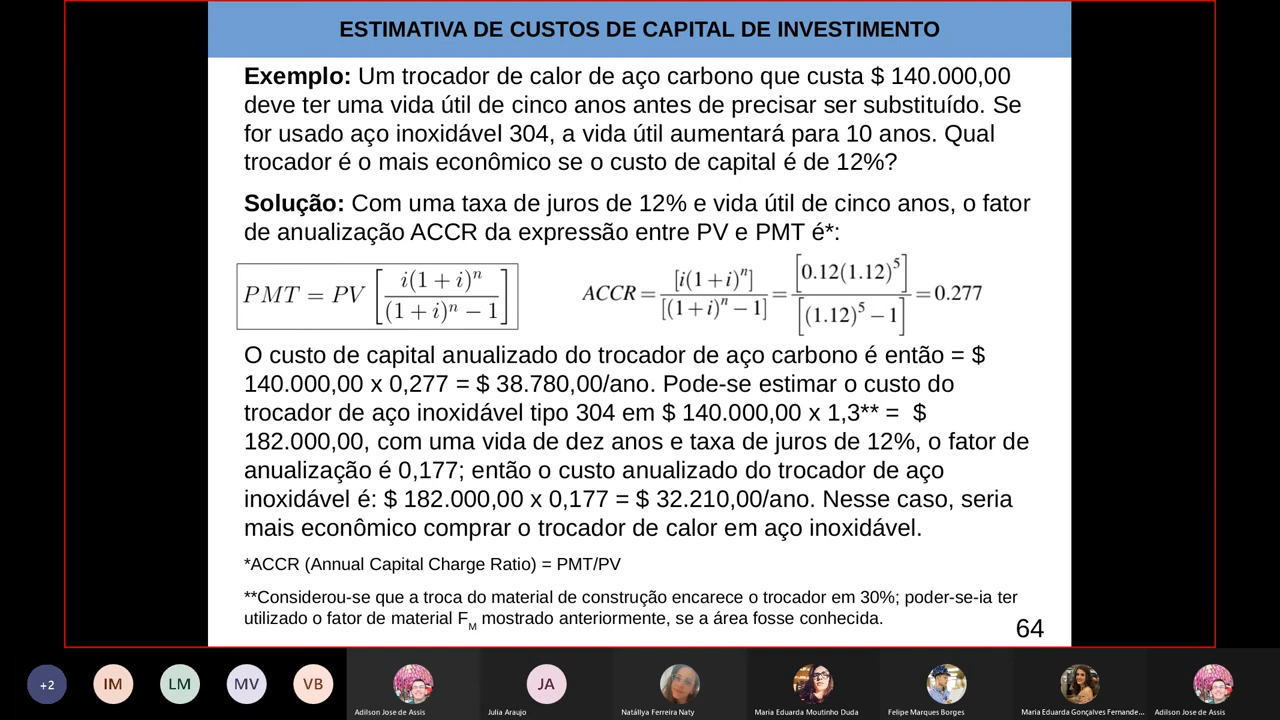 ESTIMATIVA DE CUSTOS DE CAPITAL DE INVESTIMENTO
Exemplo: Um trocador de calor de aço carbono que custa $ 140.000,00
deve ter uma vida útil de cinco anos antes de precisar ser substituído. Se
for usado aço inoxidável 304, a vida útil aumentará para 10 anos. Qual
trocador é o mais econômico se o custo de capital é de 12%?
Solução: Com uma taxa de juros de 12% e vida útil de cinco anos, o fator
de anualização ACCR da expressão entre PV e PMT é*:
PMT = PV [i(1 + i)^n / (1 + i)^n − 1]
ACCR = [i(1+i)^n] / [(1+i)^n − 1] = [0.12(1.12)^5] / [(1.12)^5 − 1] = 0.277
O custo de capital anualizado do trocador de aço carbono é então = $
140.000,00 x 0,277 = $ 38.780,00/ano. Pode-se estimar o custo do
trocador de aço inoxidável tipo 304 em $ 140.000,00 x 1,3** = $
182.000,00, com uma vida de dez anos e taxa de juros de 12%, o fator de
anualização é 0,177; então o custo anualizado do trocador de aço
inoxidável é: $ 182.000,00 x 0,177 = $ 32.210,00/ano. Nesse caso, seria
mais econômico comprar o trocador de calor em aço inoxidável.
*ACCR (Annual Capital Charge Ratio) = PMT/PV
**Considerou-se que a troca do material de construção encarece o trocador em 30%; poder-se-ia ter
utilizado o fator de material FM mostrado anteriormente, se a área fosse conhecida.
64
+2
IM
LM
MV
VB
JA
Adilson Jose de Assis
Julia Araujo
Natállya Ferreira Naty
Maria Eduarda Moutinho Duda
Felipe Marques Borges
Maria Eduarda Gonçalves Fernande...
Adilson Jose de Assis